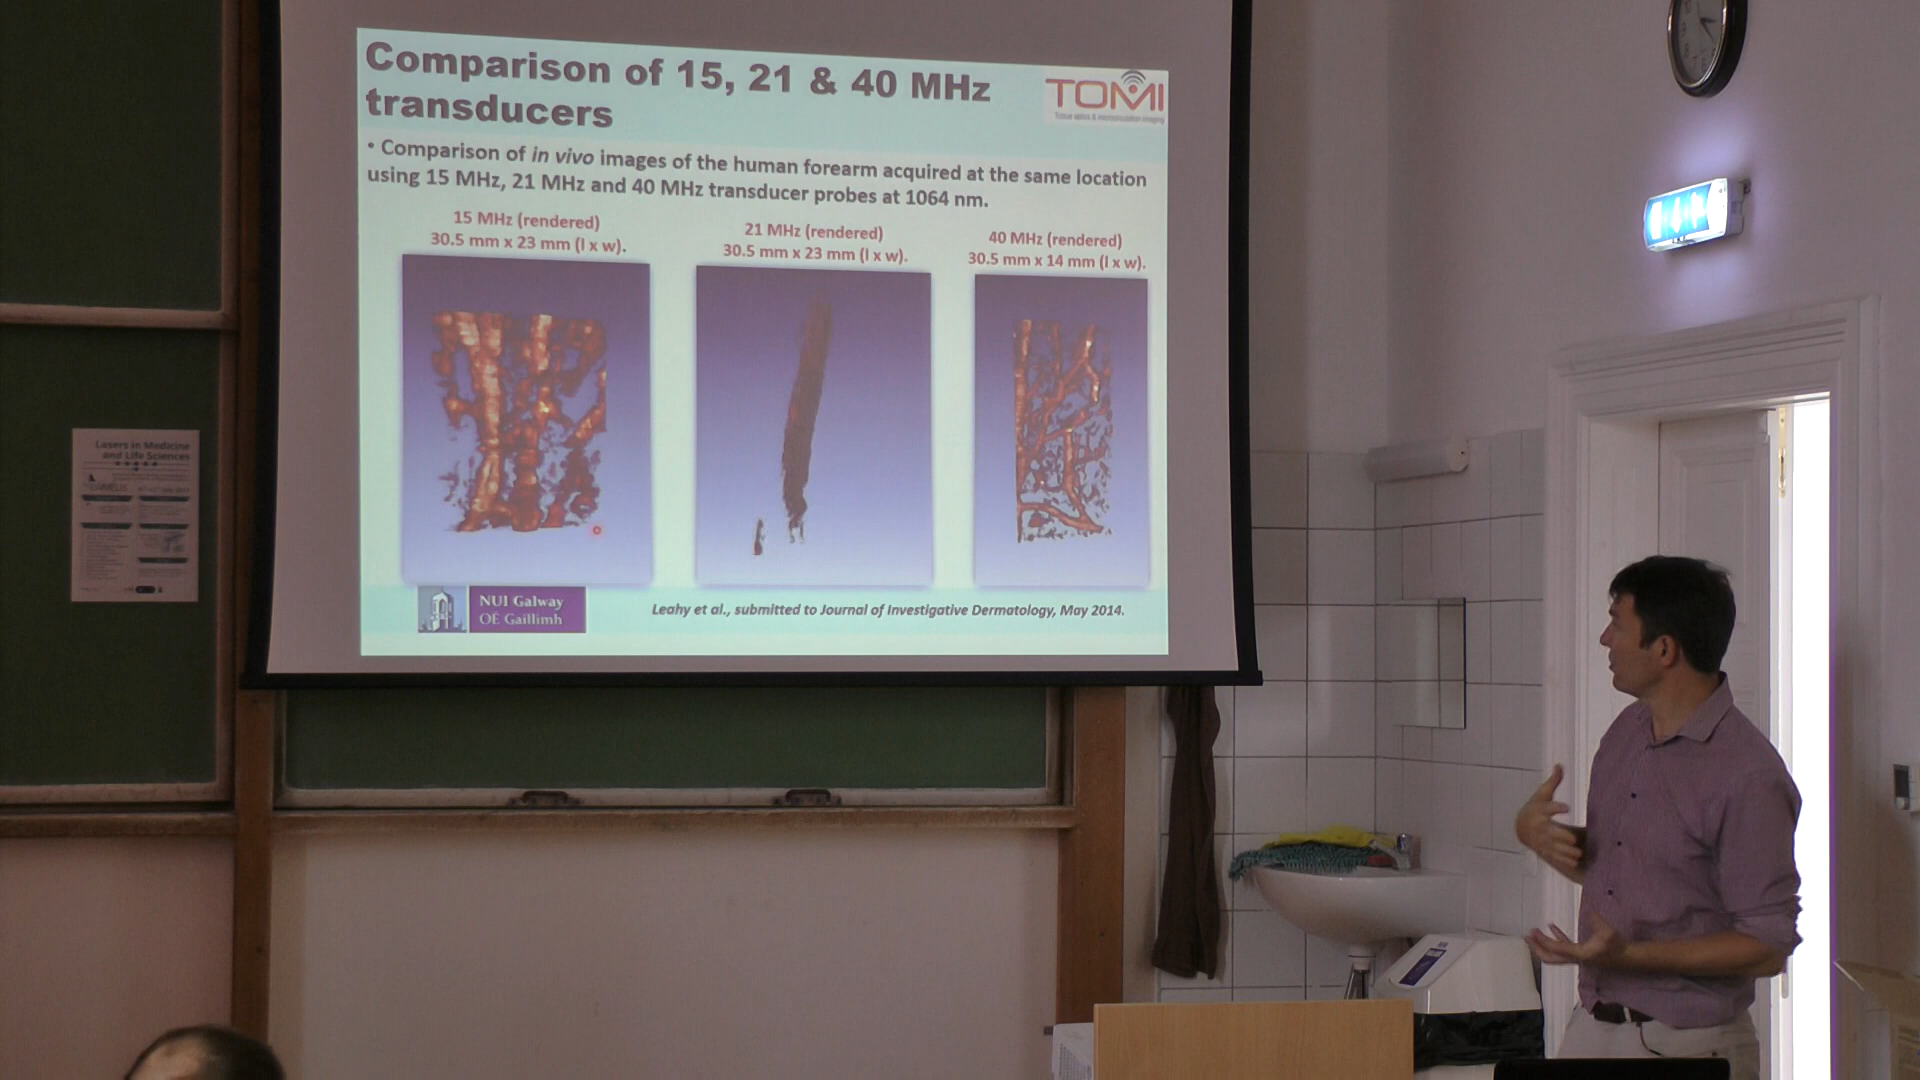 Comparison of 15, 21 & 40 MHz
transducers
TOMI
Tissue optics & microcirculation imaging
• Comparison of in vivo images of the human forearm acquired at the same location
using 15 MHz, 21 MHz and 40 MHz transducer probes at 1064 nm.
15 MHz (rendered)
30.5 mm x 23 mm (l x w).
21 MHz (rendered)
30.5 mm x 23 mm (l x w).
40 MHz (rendered)
30.5 mm x 14 mm (l x w).
NUI Galway
OÉ Gaillimh
Leahy et al., submitted to Journal of Investigative Dermatology, May 2014.
Lasers in Medicine
and Life Sciences